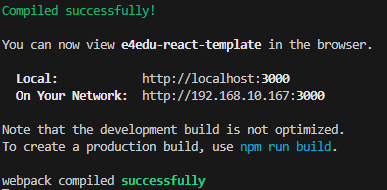 Compiled successfully!
You can now view e4edu-react-template in the browser.
Local: http://localhost:3000
On Your Network: http://192.168.10.167:3000
Note that the development build is not optimized.
To create a production build, use npm run build.
webpack compiled successfully